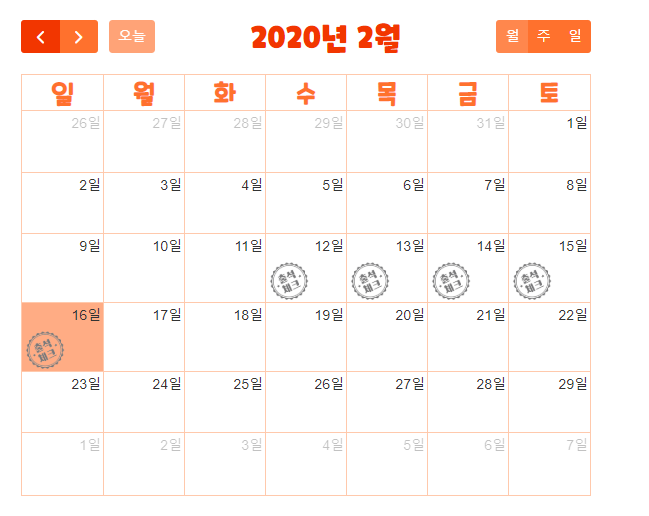 오늘
2020년 2월
월 주 일
일 월 화 수 목 금 토
26일 27일 28일 29일 30일 31일 1일
2일 3일 4일 5일 6일 7일 8일
9일 10일 11일 12일 13일 14일 15일
출석 출석 출석 출석
체크 체크 체크 체크
16일 17일 18일 19일 20일 21일 22일
출석
체크
23일 24일 25일 26일 27일 28일 29일
1일 2일 3일 4일 5일 6일 7일